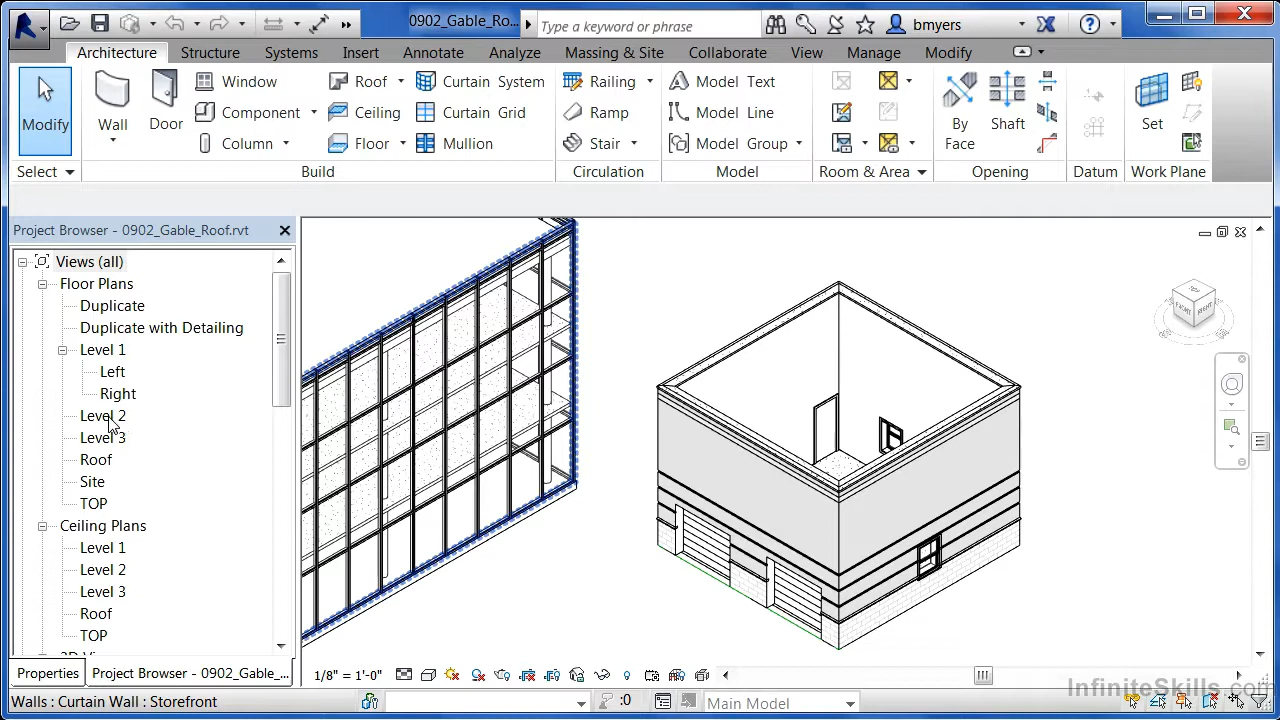 0902_Gable_Ro...
Type a keyword or phrase
bmyers
Architecture Structure Systems Insert Annotate Analyze Massing & Site Collaborate View Manage Modify
Modify
Wall
Door
Window
Component
Column
Roof
Ceiling
Floor
Curtain System
Curtain Grid
Mullion
Railing
Ramp
Stair
Model Text
Model Line
Model Group
By Face
Shaft
Set
Select Build Circulation Model Room & Area Opening Datum Work Plane
Project Browser - 0902_Gable_Roof.rvt
Views (all)
Floor Plans
Duplicate
Duplicate with Detailing
Level 1
Left
Right
Level 2
Level 3
Roof
Site
TOP
Ceiling Plans
Level 1
Level 2
Level 3
Roof
TOP
TOP
FRONT
RIGHT
Properties Project Browser - 0902_Gable_...
1/8" = 1'-0"
Walls : Curtain Wall : Storefront
:0
Main Model
InfiniteSkills.com